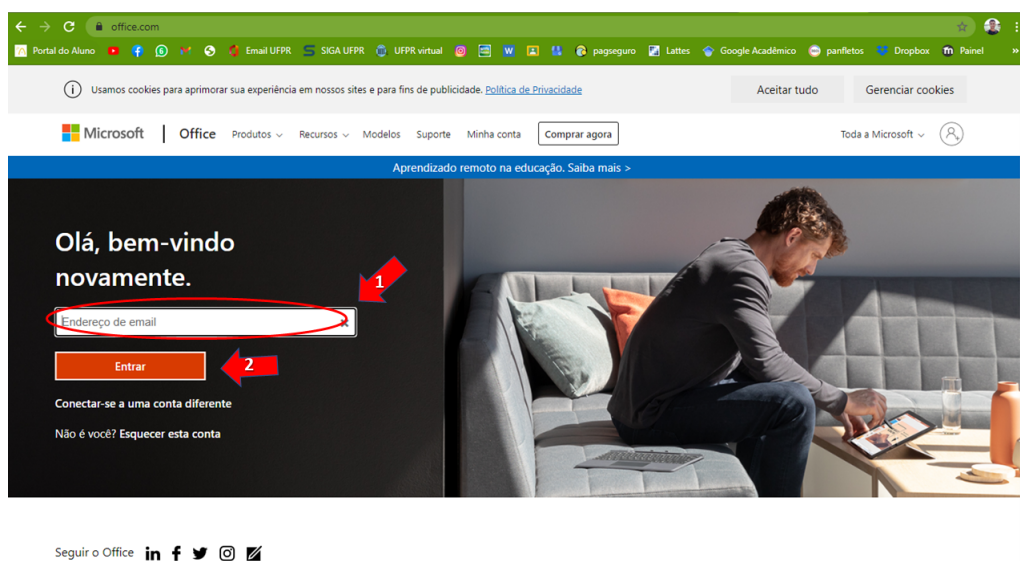 office.com
Portal do Aluno Email UFPR SIGA UFPR UFPR virtual pagseguro Lattes Google Acadêmico panfletos Dropbox Painel »
Usamos cookies para aprimorar sua experiência em nossos sites e para fins de publicidade. Política de Privacidade Aceitar tudo Gerenciar cookies
Microsoft | Office Produtos Recursos Modelos Suporte Minha conta Comprar agora Toda a Microsoft
Aprendizado remoto na educação. Saiba mais >
Olá, bem-vindo
novamente.
1
Endereço de email
Entrar 2
Conectar-se a uma conta diferente
Não é você? Esquecer esta conta
Seguir o Office